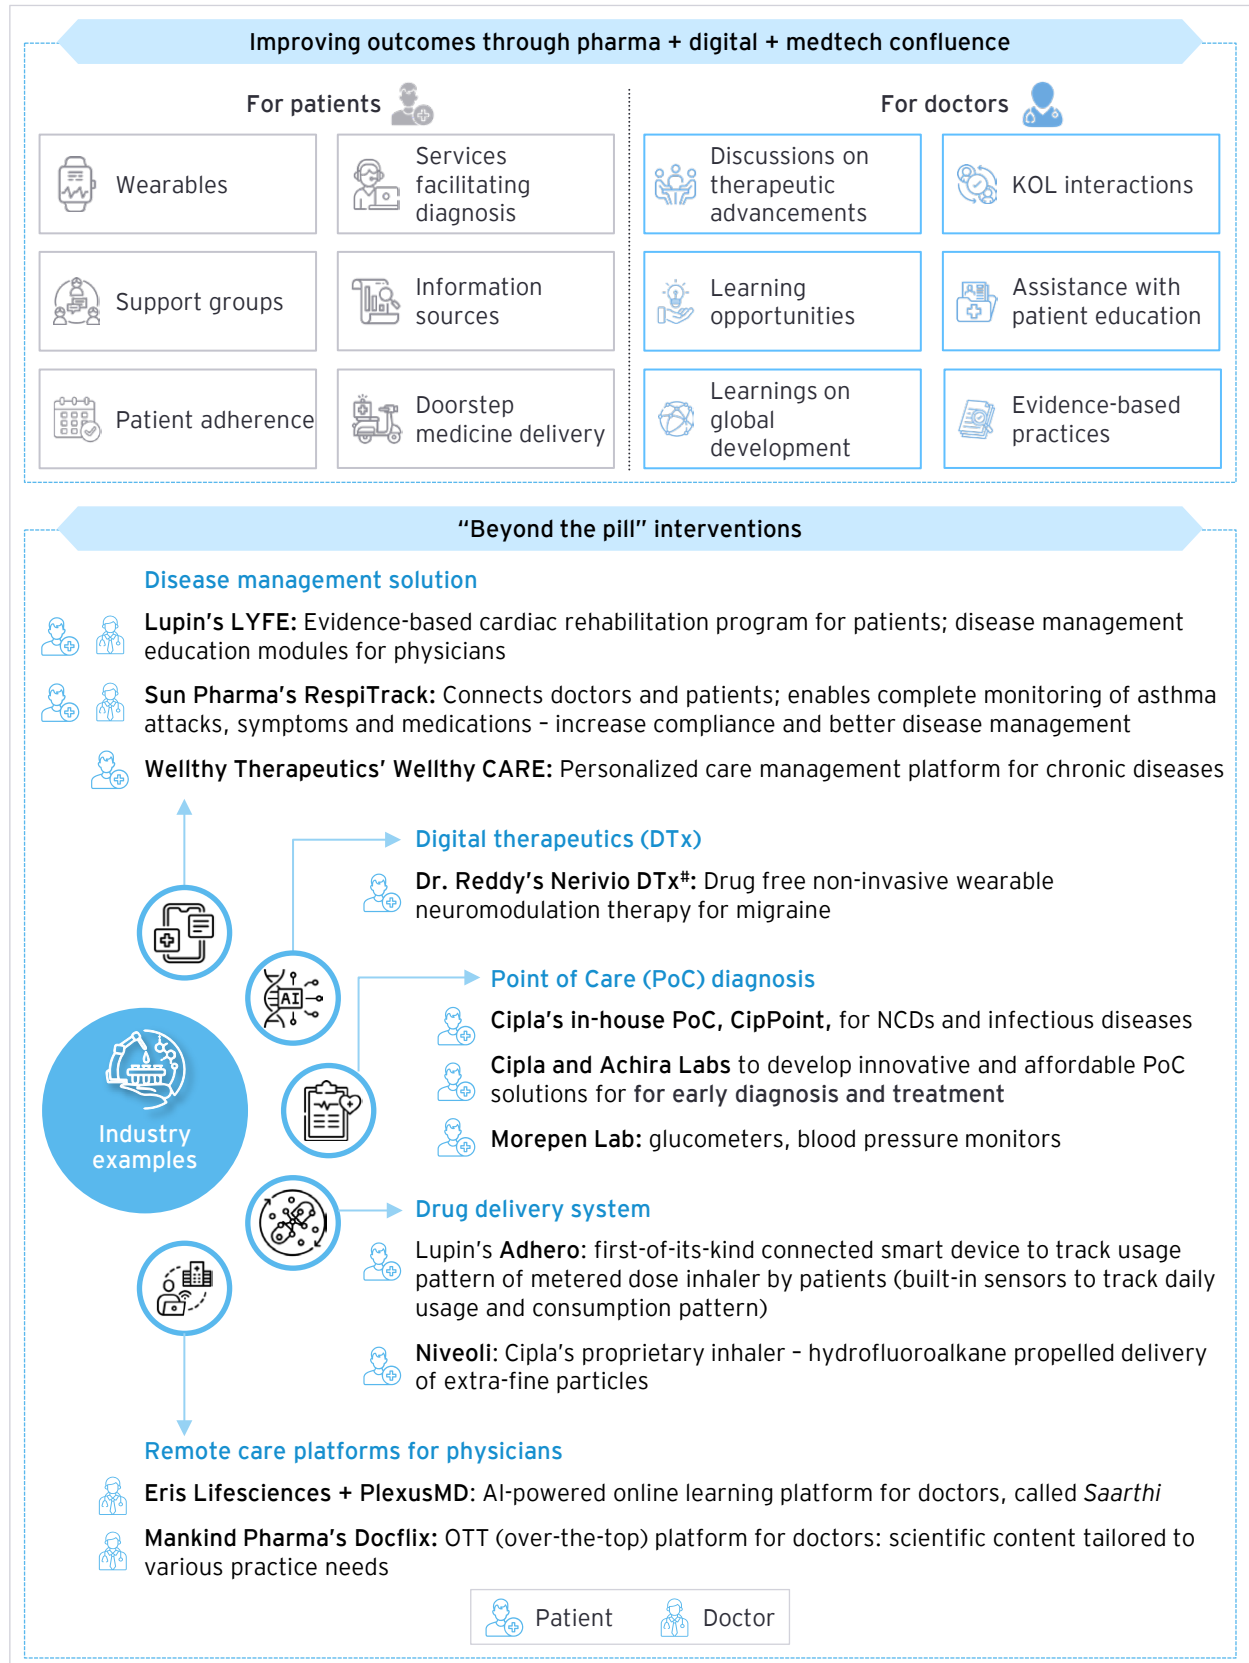 Improving outcomes through pharma + digital + medtech confluence
For patients
For doctors
Wearables
Services
facilitating
diagnosis
Discussions on
therapeutic
advancements
KOL interactions
Support groups
Information
sources
Learning
opportunities
Assistance with
patient education
Patient adherence
Doorstep
medicine delivery
Learnings on
global
development
Evidence-based
practices
“Beyond the pill” interventions
Disease management solution
Lupin’s LYFE: Evidence-based cardiac rehabilitation program for patients; disease management
education modules for physicians
Sun Pharma’s RespiTrack: Connects doctors and patients; enables complete monitoring of asthma
attacks, symptoms and medications – increase compliance and better disease management
Wellthy Therapeutics’ Wellthy CARE: Personalized care management platform for chronic diseases
Digital therapeutics (DTx)
Dr. Reddy’s Nerivio DTx#: Drug free non-invasive wearable
neuromodulation therapy for migraine
AI
Point of Care (PoC) diagnosis
Cipla’s in-house PoC, CipPoint, for NCDs and infectious diseases
Cipla and Achira Labs to develop innovative and affordable PoC
solutions for for early diagnosis and treatment
Morepen Lab: glucometers, blood pressure monitors
Industry
examples
Drug delivery system
Lupin’s Adhero: first-of-its-kind connected smart device to track usage
pattern of metered dose inhaler by patients (built-in sensors to track daily
usage and consumption pattern)
Niveoli: Cipla’s proprietary inhaler – hydrofluoroalkane propelled delivery
of extra-fine particles
Remote care platforms for physicians
Eris Lifesciences + PlexusMD: AI-powered online learning platform for doctors, called Saarthi
Mankind Pharma’s Docflix: OTT (over-the-top) platform for doctors: scientific content tailored to
various practice needs
Patient
Doctor